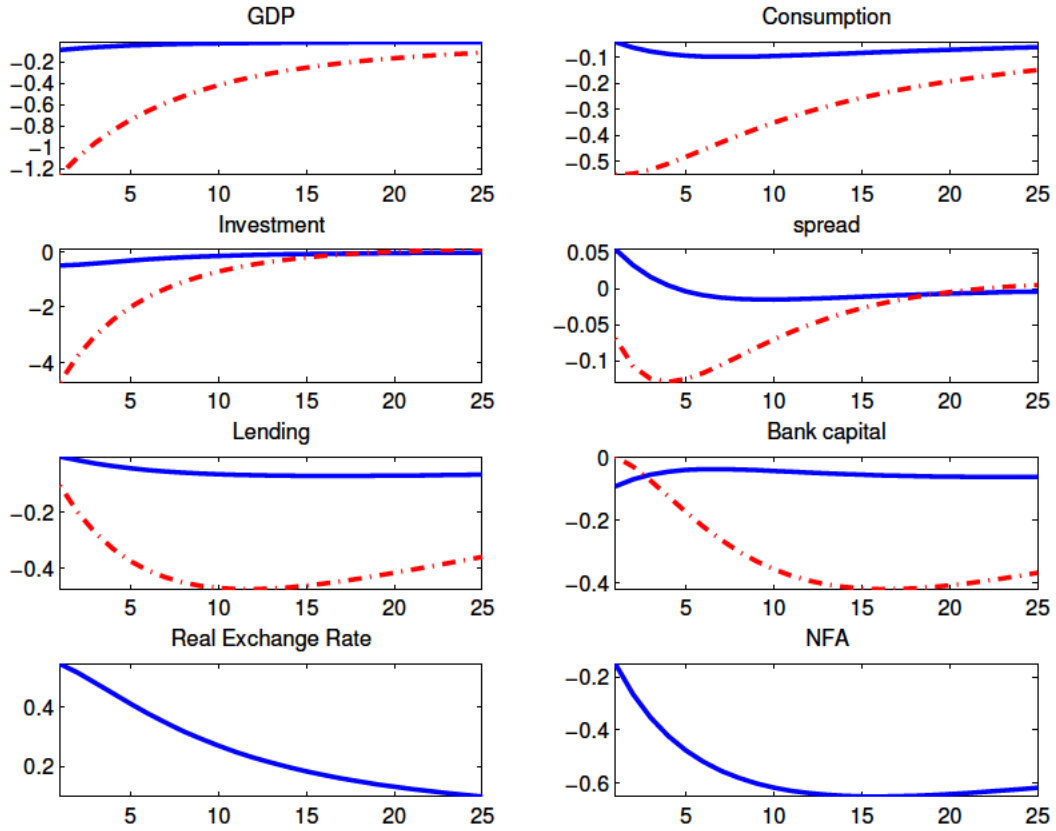 GDP
−0.2
−0.4
−0.6
−0.8
−1
−1.2
5 10 15 20 25
Consumption
−0.1
−0.2
−0.3
−0.4
−0.5
5 10 15 20 25
Investment
0
−2
−4
5 10 15 20 25
spread
0.05
0
−0.05
−0.1
5 10 15 20 25
Lending
−0.2
−0.4
5 10 15 20 25
Bank capital
0
−0.2
−0.4
5 10 15 20 25
Real Exchange Rate
0.4
0.2
5 10 15 20 25
NFA
−0.2
−0.4
−0.6
5 10 15 20 25